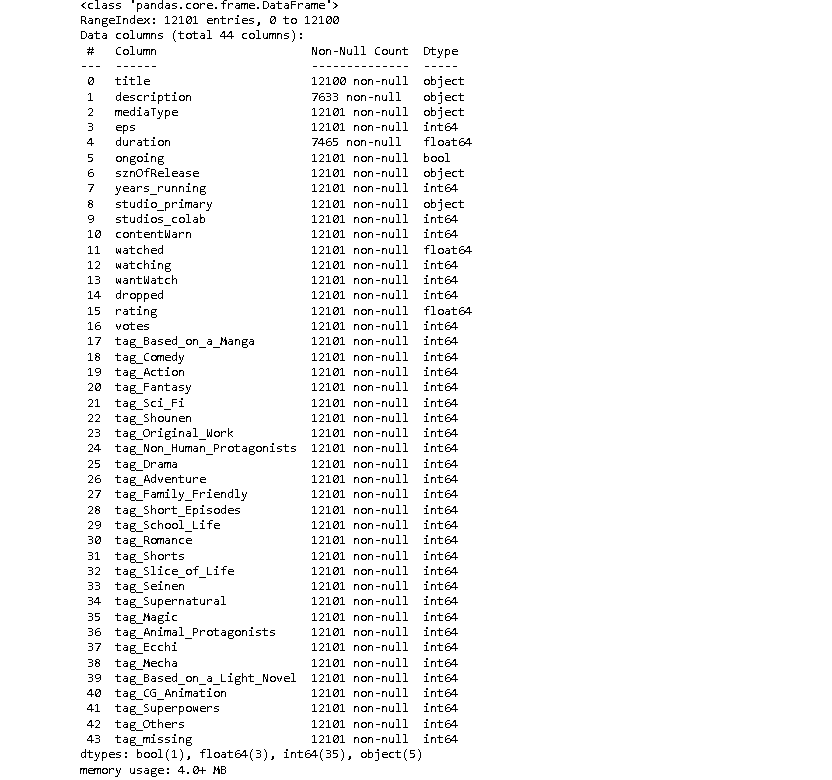 <class 'pandas.core.frame.DataFrame'>
RangeIndex: 12101 entries, 0 to 12100
Data columns (total 44 columns):
 #   Column                     Non-Null Count  Dtype
---  ------                     --------------  -----
 0   title                      12100 non-null  object
 1   description                7633 non-null   object
 2   mediaType                  12101 non-null  object
 3   eps                        12101 non-null  int64
 4   duration                   7465 non-null   float64
 5   ongoing                    12101 non-null  bool
 6   sznOfRelease               12101 non-null  object
 7   years_running              12101 non-null  int64
 8   studio_primary             12101 non-null  object
 9   studios_colab              12101 non-null  int64
 10  contentWarn                12101 non-null  int64
 11  watched                    12101 non-null  float64
 12  watching                   12101 non-null  int64
 13  wantWatch                  12101 non-null  int64
 14  dropped                    12101 non-null  int64
 15  rating                     12101 non-null  float64
 16  votes                      12101 non-null  int64
 17  tag_Based_on_a_Manga       12101 non-null  int64
 18  tag_Comedy                 12101 non-null  int64
 19  tag_Action                 12101 non-null  int64
 20  tag_Fantasy                12101 non-null  int64
 21  tag_Sci_Fi                 12101 non-null  int64
 22  tag_Shounen                12101 non-null  int64
 23  tag_Original_Work          12101 non-null  int64
 24  tag_Non_Human_Protagonists  12101 non-null  int64
 25  tag_Drama                  12101 non-null  int64
 26  tag_Adventure              12101 non-null  int64
 27  tag_Family_Friendly        12101 non-null  int64
 28  tag_Short_Episodes         12101 non-null  int64
 29  tag_School_Life            12101 non-null  int64
 30  tag_Romance                12101 non-null  int64
 31  tag_Shorts                 12101 non-null  int64
 32  tag_Slice_of_Life          12101 non-null  int64
 33  tag_Seinen                 12101 non-null  int64
 34  tag_Supernatural           12101 non-null  int64
 35  tag_Magic                  12101 non-null  int64
 36  tag_Animal_Protagonists    12101 non-null  int64
 37  tag_Ecchi                  12101 non-null  int64
 38  tag_Mecha                  12101 non-null  int64
 39  tag_Based_on_a_Light_Novel  12101 non-null  int64
 40  tag_CG_Animation           12101 non-null  int64
 41  tag_Superpowers            12101 non-null  int64
 42  tag_Others                 12101 non-null  int64
 43  tag_missing                12101 non-null  int64
dtypes: bool(1), float64(3), int64(35), object(5)
memory usage: 4.0+ MB